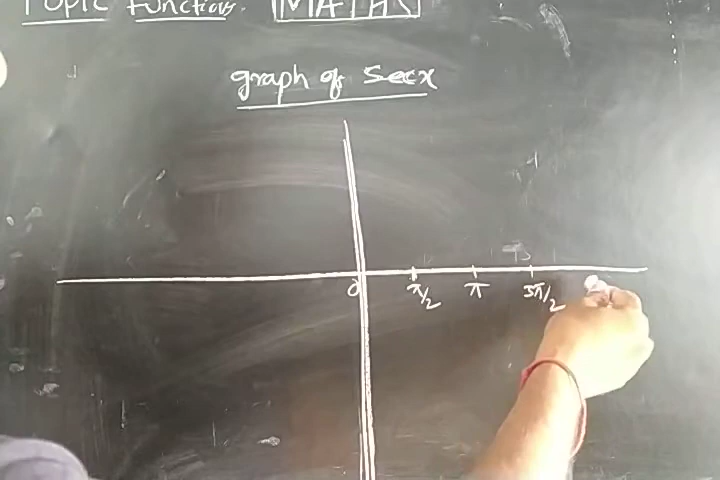 Topic Functions. MATHS
graph of Secx
0 π/2 π 3π/2